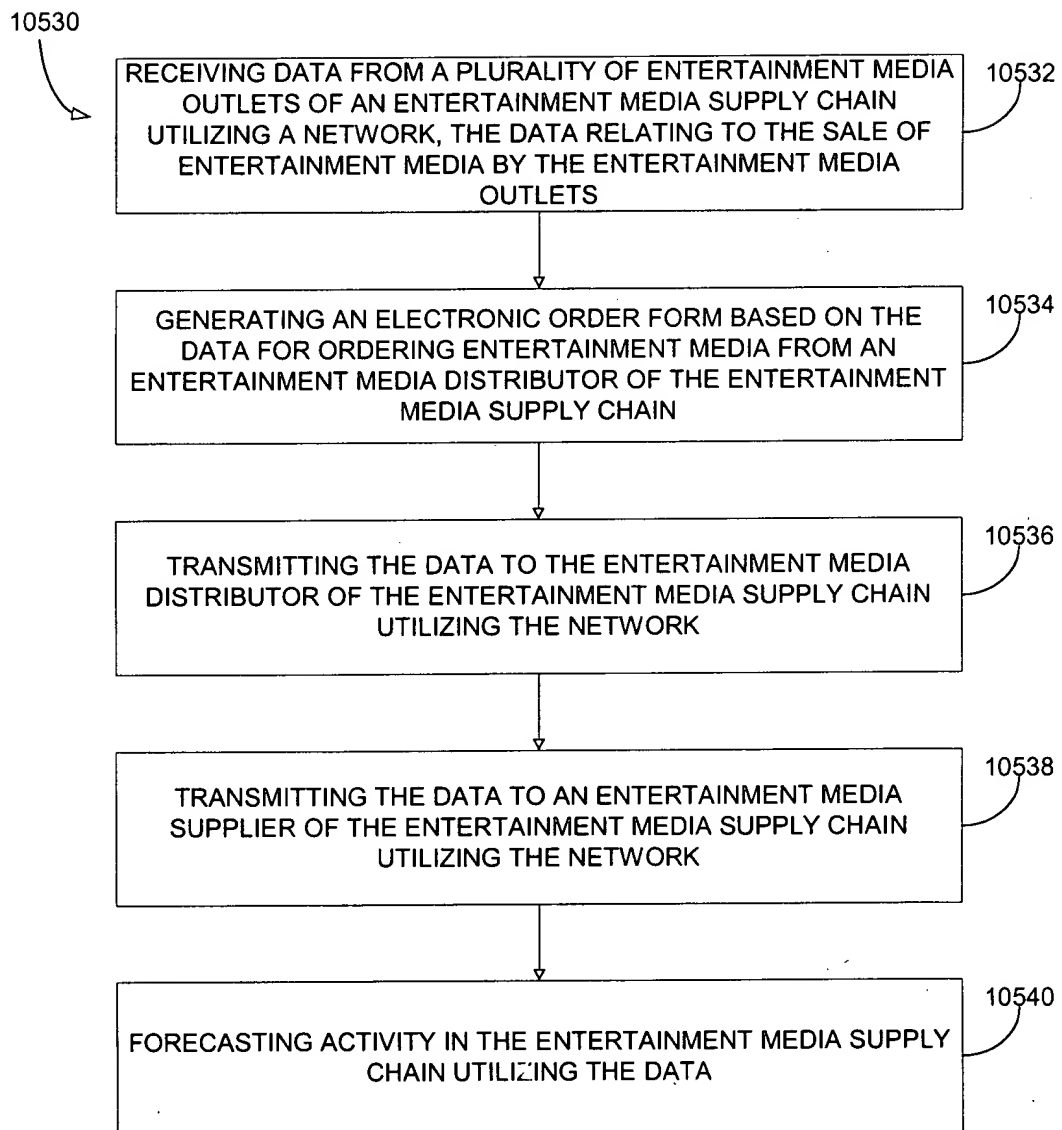 10530
RECEIVING DATA FROM A PLURALITY OF ENTERTAINMENT MEDIA
OUTLETS OF AN ENTERTAINMENT MEDIA SUPPLY CHAIN
UTILIZING A NETWORK, THE DATA RELATING TO THE SALE OF
ENTERTAINMENT MEDIA BY THE ENTERTAINMENT MEDIA
OUTLETS
10532
GENERATING AN ELECTRONIC ORDER FORM BASED ON THE
DATA FOR ORDERING ENTERTAINMENT MEDIA FROM AN
ENTERTAINMENT MEDIA DISTRIBUTOR OF THE ENTERTAINMENT
MEDIA SUPPLY CHAIN
10534
TRANSMITTING THE DATA TO THE ENTERTAINMENT MEDIA
DISTRIBUTOR OF THE ENTERTAINMENT MEDIA SUPPLY CHAIN
UTILIZING THE NETWORK
10536
TRANSMITTING THE DATA TO AN ENTERTAINMENT MEDIA
SUPPLIER OF THE ENTERTAINMENT MEDIA SUPPLY CHAIN
UTILIZING THE NETWORK
10538
FORECASTING ACTIVITY IN THE ENTERTAINMENT MEDIA SUPPLY
CHAIN UTILIZING THE DATA
10540